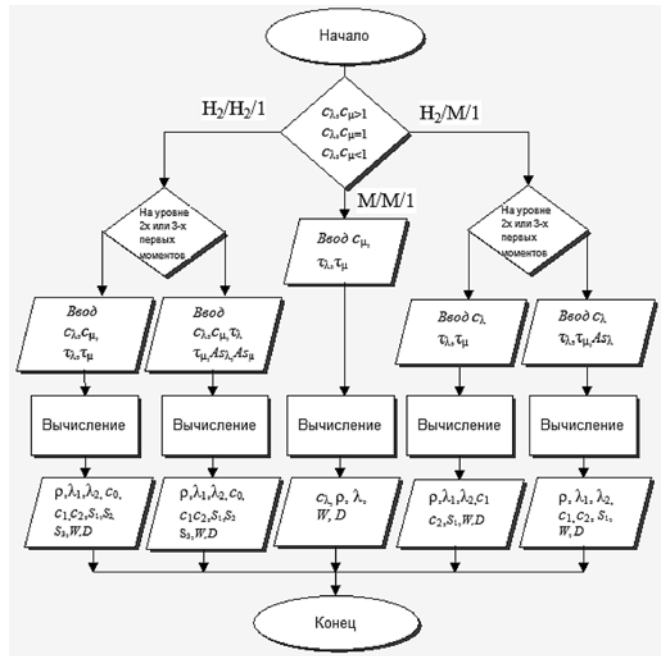 Начало
H₂/H₂/1
cλ,cμ>1
cλ,cμ=1
cλ,cμ<1
H₂/M/1
M/M/1
На уровне
2х или 3-х
первых
моментов
Ввод cμ,
τλ,τμ
На уровне
2х или 3-х
первых
моментов
Ввод
cλ,cμ,
τλ,τμ
Ввод
cλ,cμ,τλ,
τμ,Asλ,Asμ
Ввод cλ,
τλ,τμ
Ввод cλ,
τλ,τμ,Asλ
Вычисление
Вычисление
Вычисление
Вычисление
Вычисление
ρ,λ₁,λ₂,c₀,
c₁,c₂,s₁,s₂,
s₃,W,D
ρ,λ₁,λ₂,c₀,
c₁c₂,s₁,s₂
s₃,W,D
cλ, ρ, λ,
W, D
ρ,λ₁,λ₂,c₁
c₂,s₁,W,D
ρ, λ₁, λ₂,
c₁,c₂, s₁,
W,D
Конец